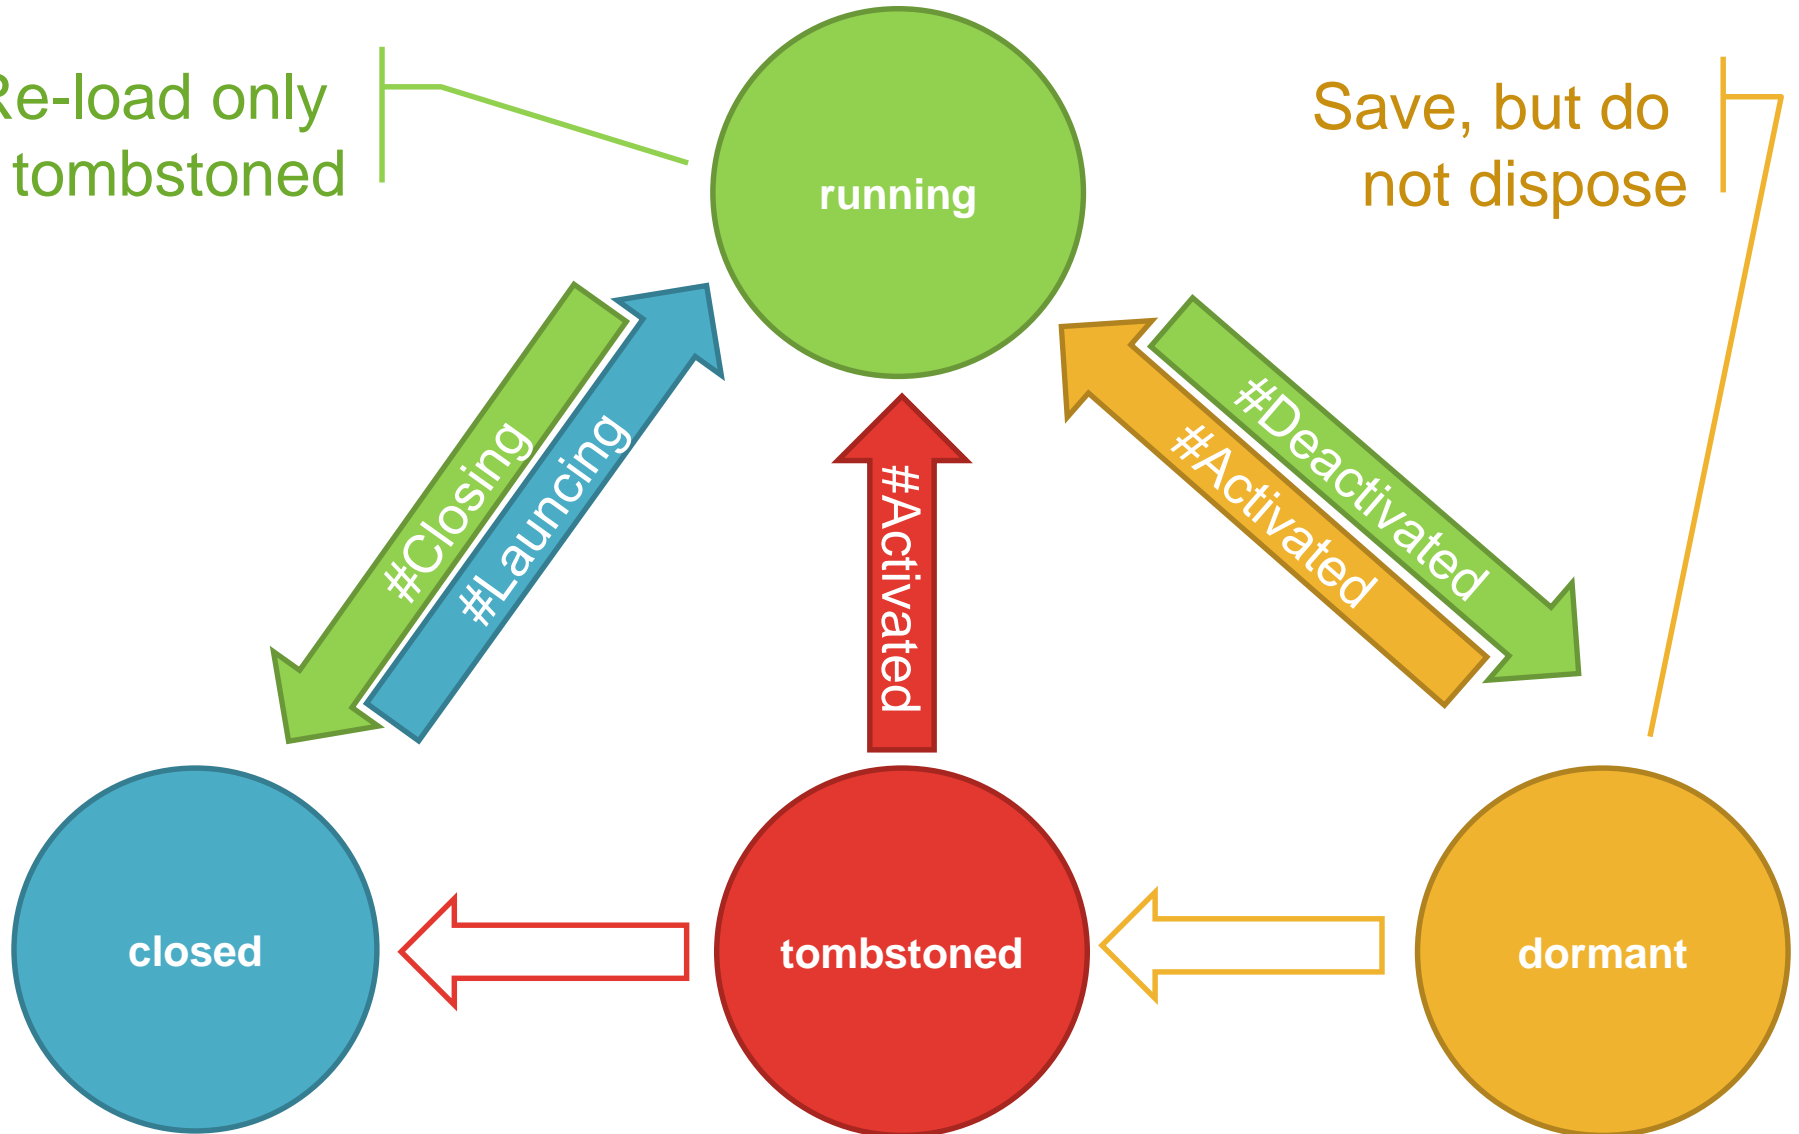 Re-load only
tombstoned
Save, but do
not dispose
running
#Closing
#Launcing
#Activated
#Activated
#Deactivated
closed
tombstoned
dormant